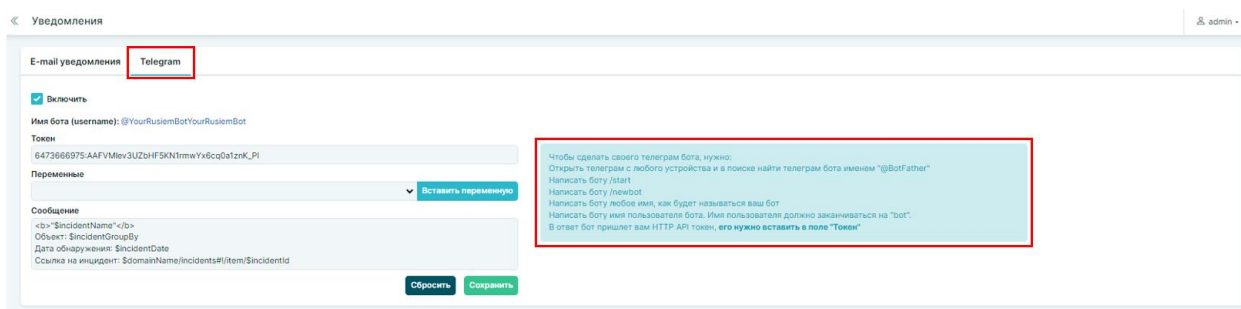 Уведомления
admin
E-mail уведомления Telegram
Включить
Имя бота (username): @YourRusiemBotYourRusiemBot
Токен
6473666975:AAFVMlev3UZbHF5KN1rmwYx6cq0a1znK_PI
Переменные
Вставить переменную
Сообщение
<b>"$incidentName"</b>
Объект: $incidentGroupBy
Дата обнаружения: $incidentDate
Ссылка на инцидент: $domainName/incidents#!/item/$incidentId
Сбросить Сохранить
Чтобы сделать своего телеграм бота, нужно:
Открыть телеграм с любого устройства и в поиске найти телеграм бота именем "@BotFather"
Написать боту /start
Написать боту /newbot
Написать боту любое имя, как будет называться ваш бот
Написать боту имя пользователя бота. Имя пользователя должно заканчиваться на "bot".
В ответ бот пришлет вам HTTP API токен, его нужно вставить в поле "Токен"